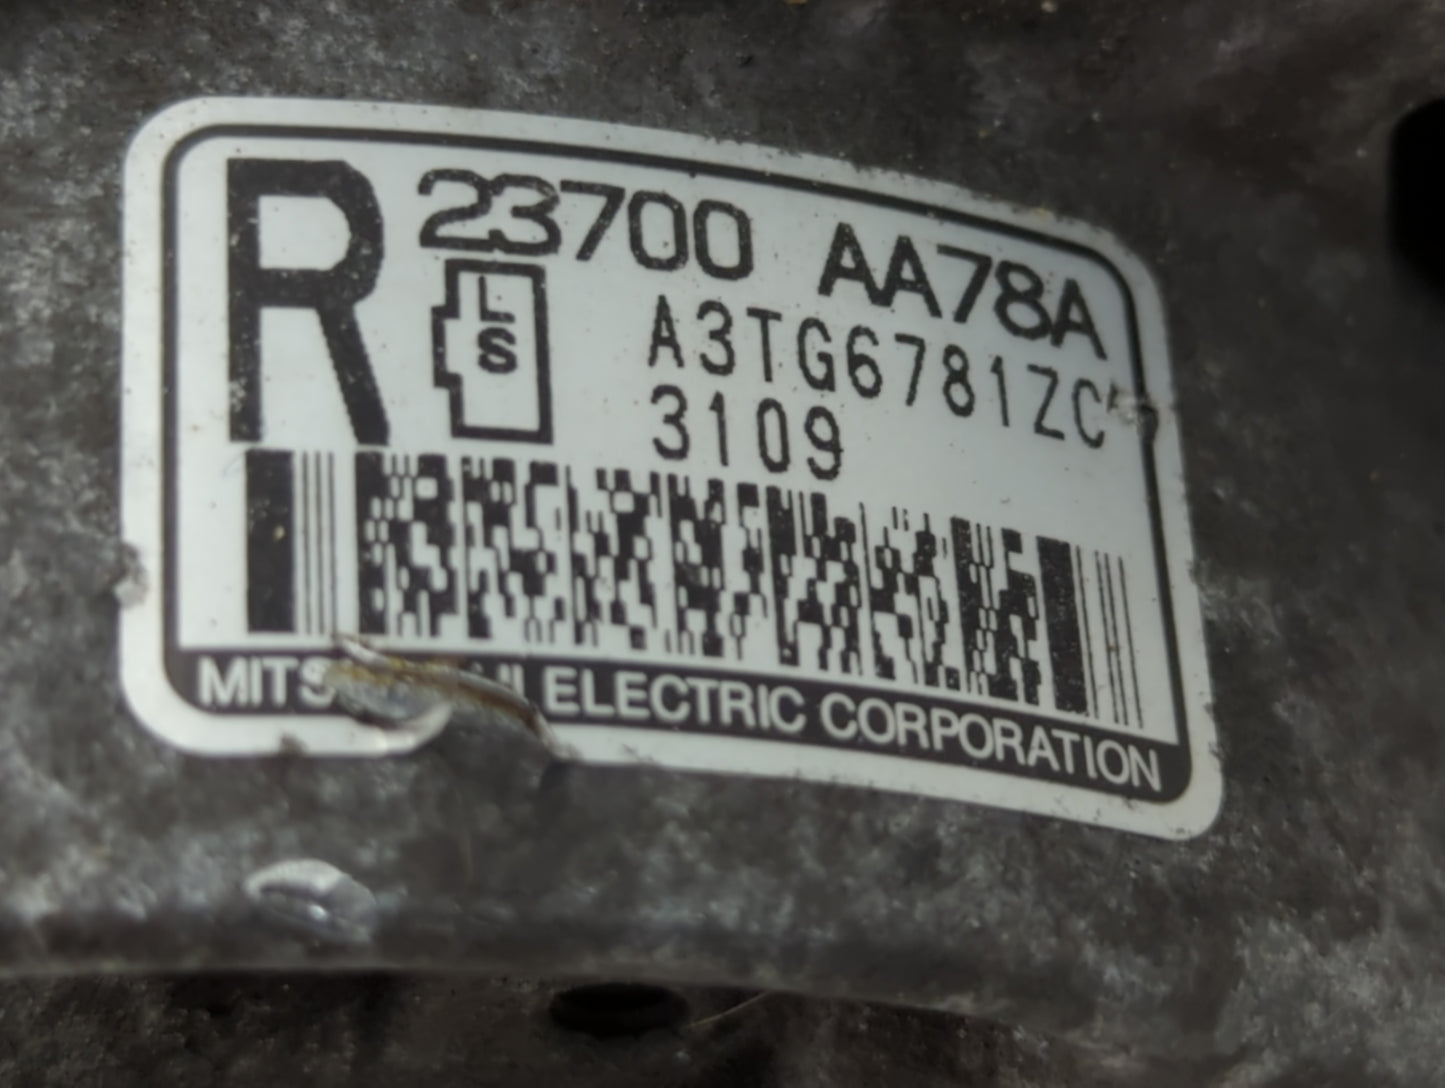 R 23700 AA78A
L
S
A3TG6781ZC
3109
ELECTRIC CORPORATION